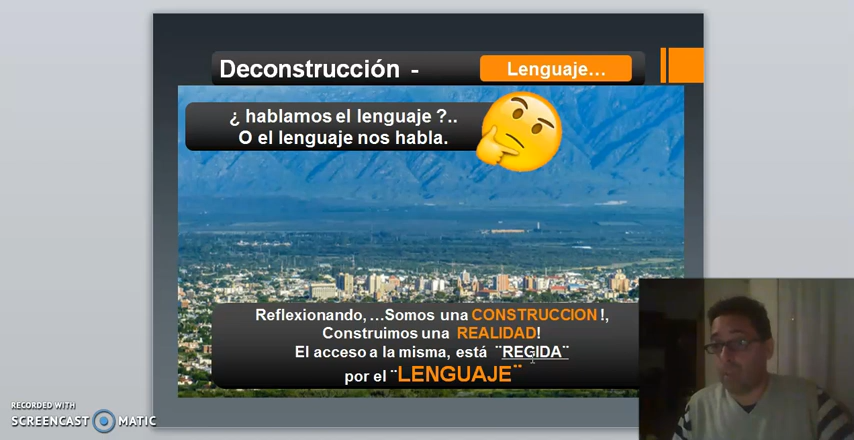 Deconstrucción -
Lenguaje...
¿ hablamos el lenguaje ?..
O el lenguaje nos habla.
Reflexionando,...Somos una CONSTRUCCION !,
Construimos una REALIDAD!
El acceso a la misma, está ¨REGIDA¨
por el ¨LENGUAJE¨
RECORDED WITH
SCREENCAST MATIC